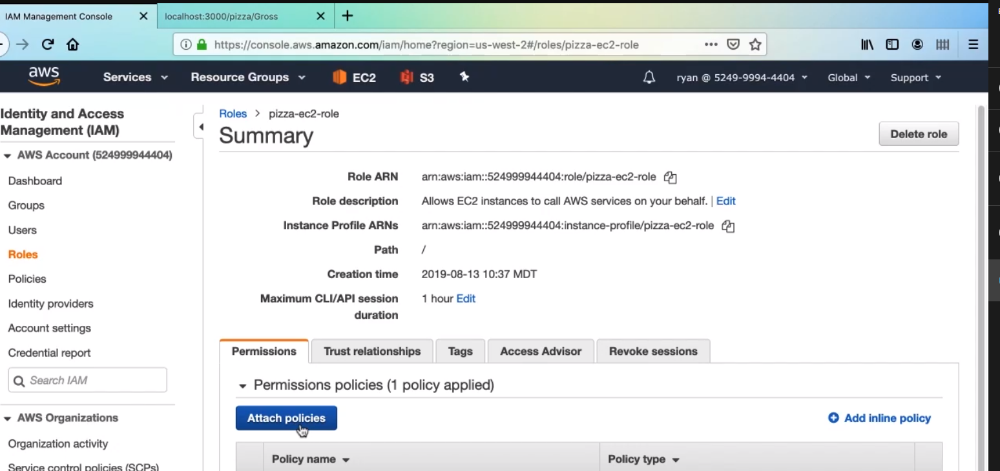 IAM Management Console
localhost:3000/pizza/Gross
https://console.aws.amazon.com/iam/home?region=us-west-2#/roles/pizza-ec2-role
aws
Services
Resource Groups
EC2
S3
ryan @ 5249-9994-4404
Global
Support
Identity and Access
Management (IAM)
AWS Account (524999944404)
Dashboard
Groups
Users
Roles
Policies
Identity providers
Account settings
Credential report
Search IAM
AWS Organizations
Organization activity
Service control policies (SCPs)
Roles > pizza-ec2-role
Summary
Delete role
Role ARN arn:aws:iam::524999944404:role/pizza-ec2-role
Role description Allows EC2 instances to call AWS services on your behalf. | Edit
Instance Profile ARNs arn:aws:iam::524999944404:instance-profile/pizza-ec2-role
Path /
Creation time 2019-08-13 10:37 MDT
Maximum CLI/API session 1 hour Edit
duration
Permissions
Trust relationships
Tags
Access Advisor
Revoke sessions
Permissions policies (1 policy applied)
Attach policies
Add inline policy
Policy name
Policy type